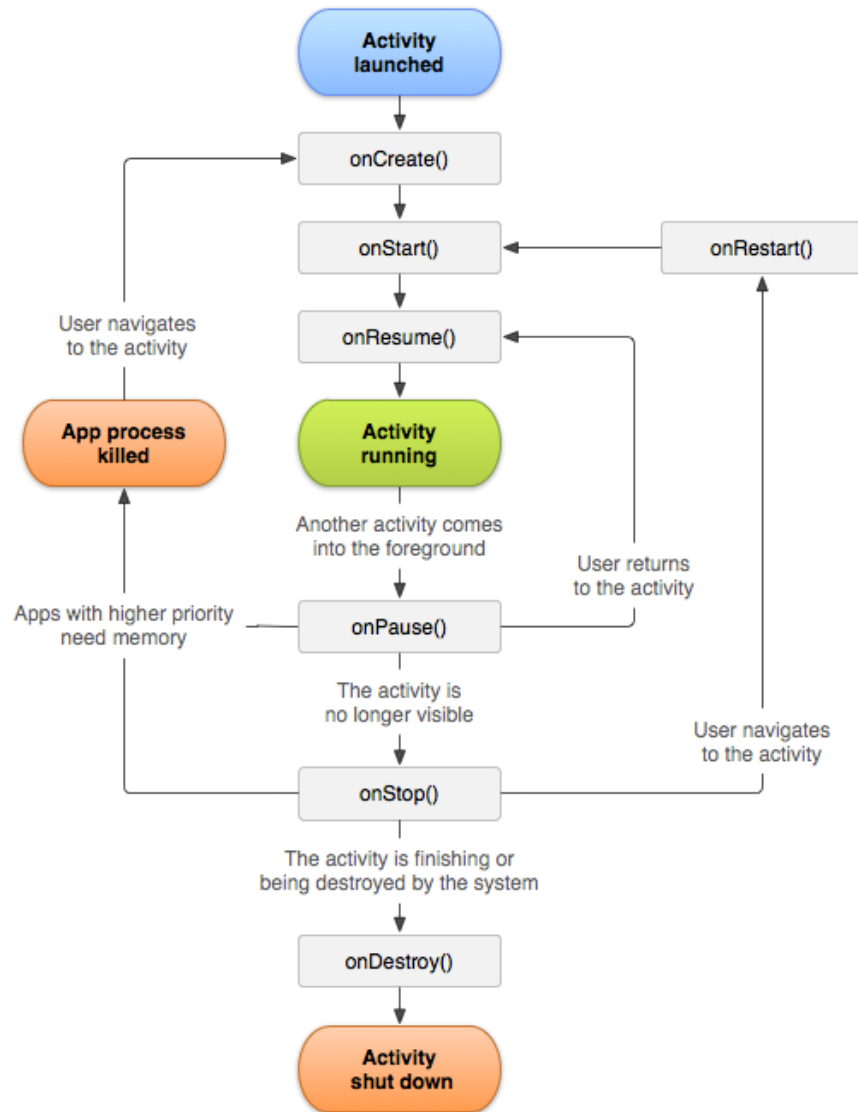 Activity
launched
onCreate()
onStart()
onRestart()
User navigates
to the activity
onResume()
App process
killed
Activity
running
Another activity comes
into the foreground
User returns
to the activity
Apps with higher priority
need memory
onPause()
The activity is
no longer visible
User navigates
to the activity
onStop()
The activity is finishing or
being destroyed by the system
onDestroy()
Activity
shut down